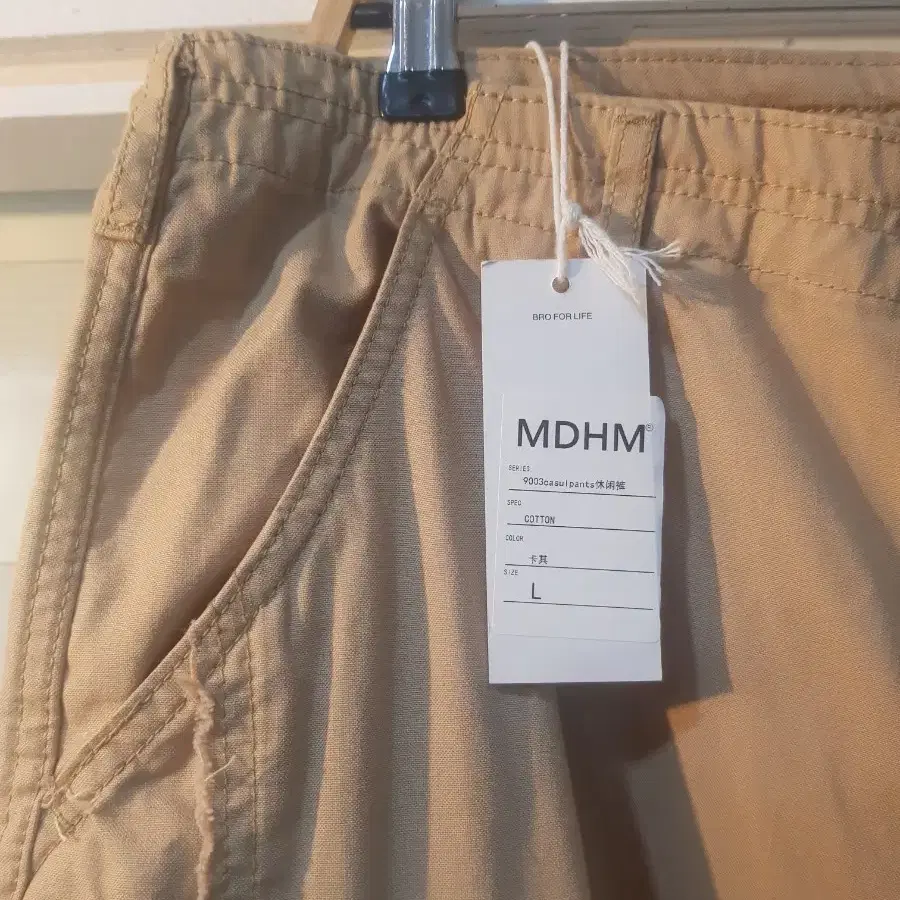 BRO FOR LIFE
MDHM®
SERIES
9003casulpants休闲裤
SPEC
COTTON
COLOR
卡其
SIZE
L